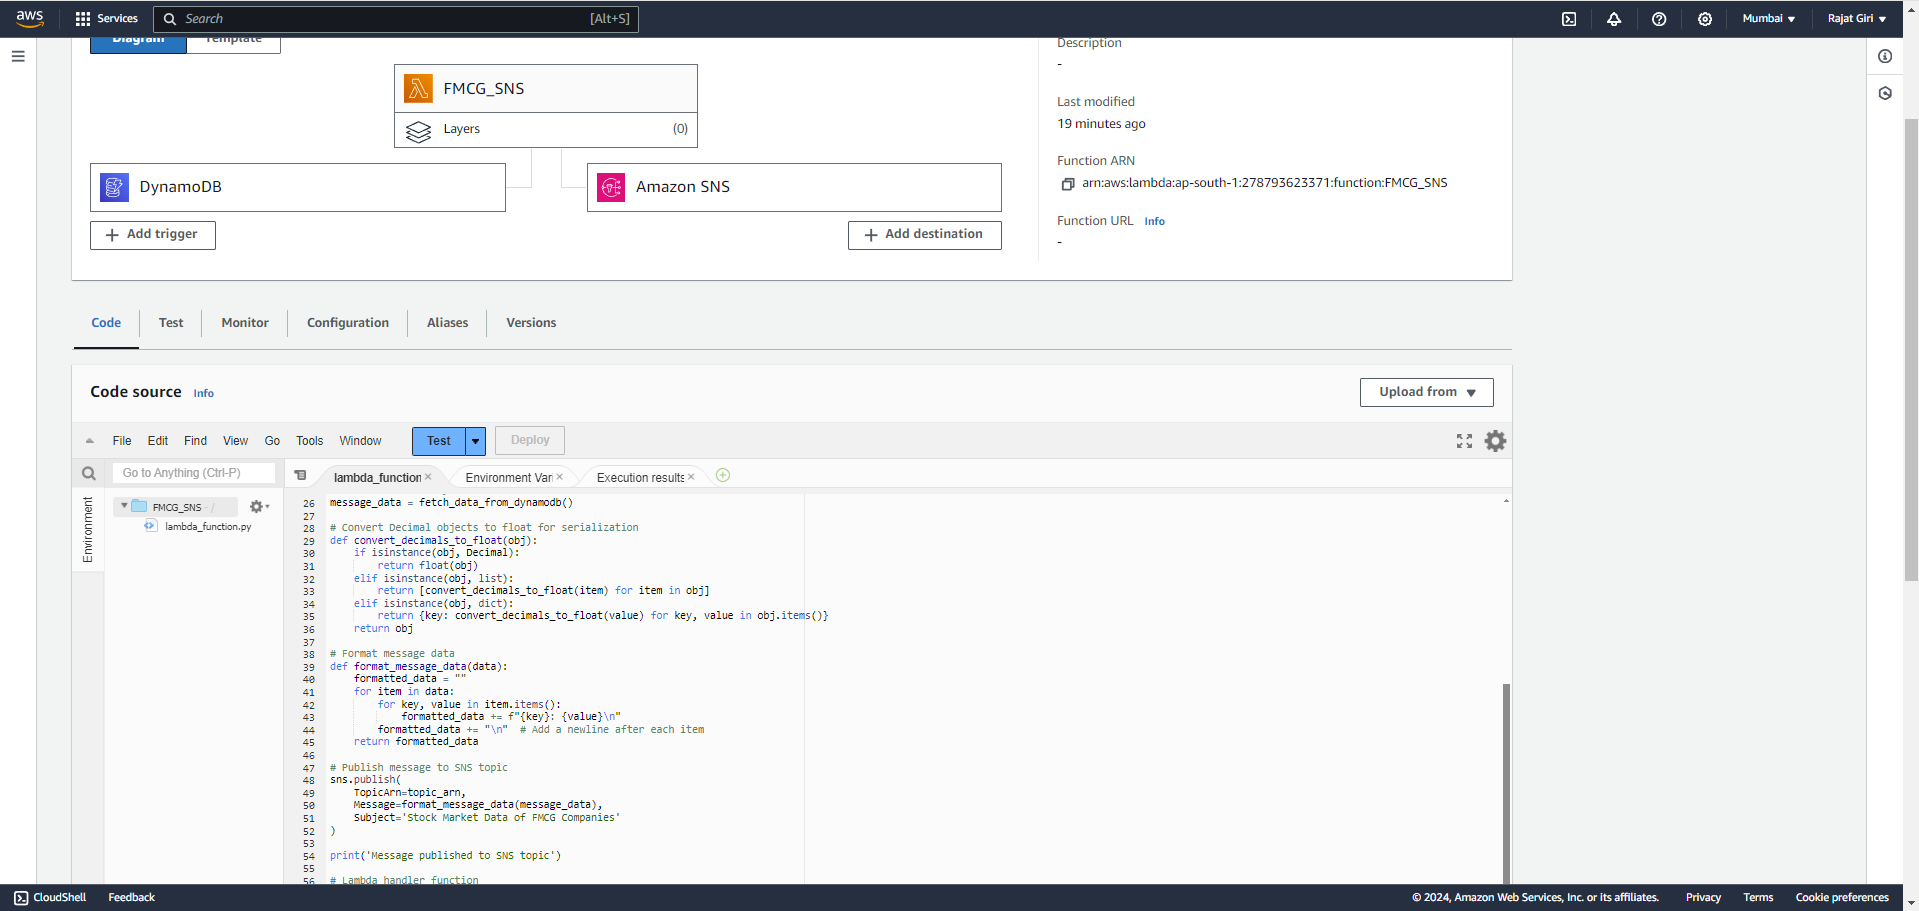 aws Services Search [Alt+S] Mumbai Rajat Giri
Diagram Template
FMCG_SNS
Layers (0)
DynamoDB
Amazon SNS
+ Add trigger
+ Add destination
Description
-
Last modified
19 minutes ago
Function ARN
arn:aws:lambda:ap-south-1:278793623371:function:FMCG_SNS
Function URL Info
-
Code Test Monitor Configuration Aliases Versions
Code source Info
Upload from
File Edit Find View Go Tools Window Test Deploy
Go to Anything (Ctrl-P)
lambda_function × Environment Var × Execution results ×
Environment
FMCG_SNS - /
lambda_function.py
26 message_data = fetch_data_from_dynamodb()
27
28 # Convert Decimal objects to float for serialization
29 def convert_decimals_to_float(obj):
30 if isinstance(obj, Decimal):
31 return float(obj)
32 elif isinstance(obj, list):
33 return [convert_decimals_to_float(item) for item in obj]
34 elif isinstance(obj, dict):
35 return {key: convert_decimals_to_float(value) for key, value in obj.items()}
36 return obj
37
38 # Format message data
39 def format_message_data(data):
40 formatted_data = ""
41 for item in data:
42 for key, value in item.items():
43 formatted_data += f"{key}: {value}\n"
44 formatted_data += "\n" # Add a newline after each item
45 return formatted_data
46
47 # Publish message to SNS topic
48 sns.publish(
49 TopicArn=topic_arn,
50 Message=format_message_data(message_data),
51 Subject='Stock Market Data of FMCG Companies'
52 )
53
54 print('Message published to SNS topic')
55
56 # Lambda handler function
CloudShell Feedback © 2024, Amazon Web Services, Inc. or its affiliates. Privacy Terms Cookie preferences